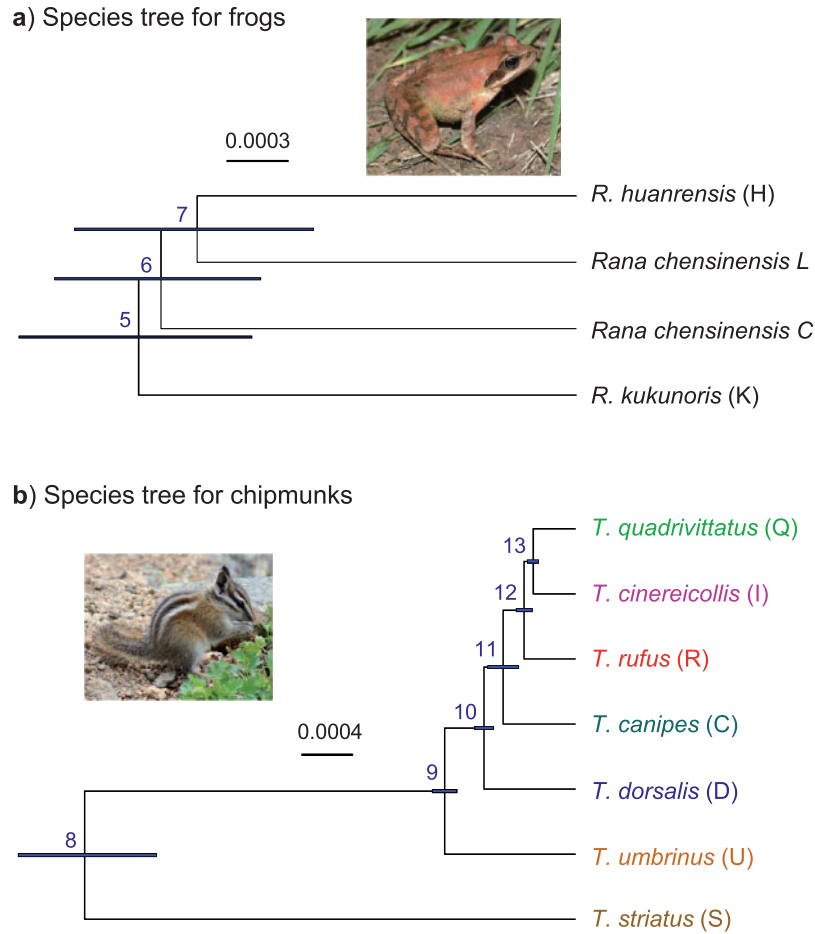 a) Species tree for frogs
0.0003
7
R. huanrensis (H)
6
Rana chensinensis L
5
Rana chensinensis C
R. kukunoris (K)
b) Species tree for chipmunks
T. quadrivittatus (Q)
13
T. cinereicollis (I)
12
T. rufus (R)
11
T. canipes (C)
10
0.0004
T. dorsalis (D)
9
T. umbrinus (U)
8
T. striatus (S)